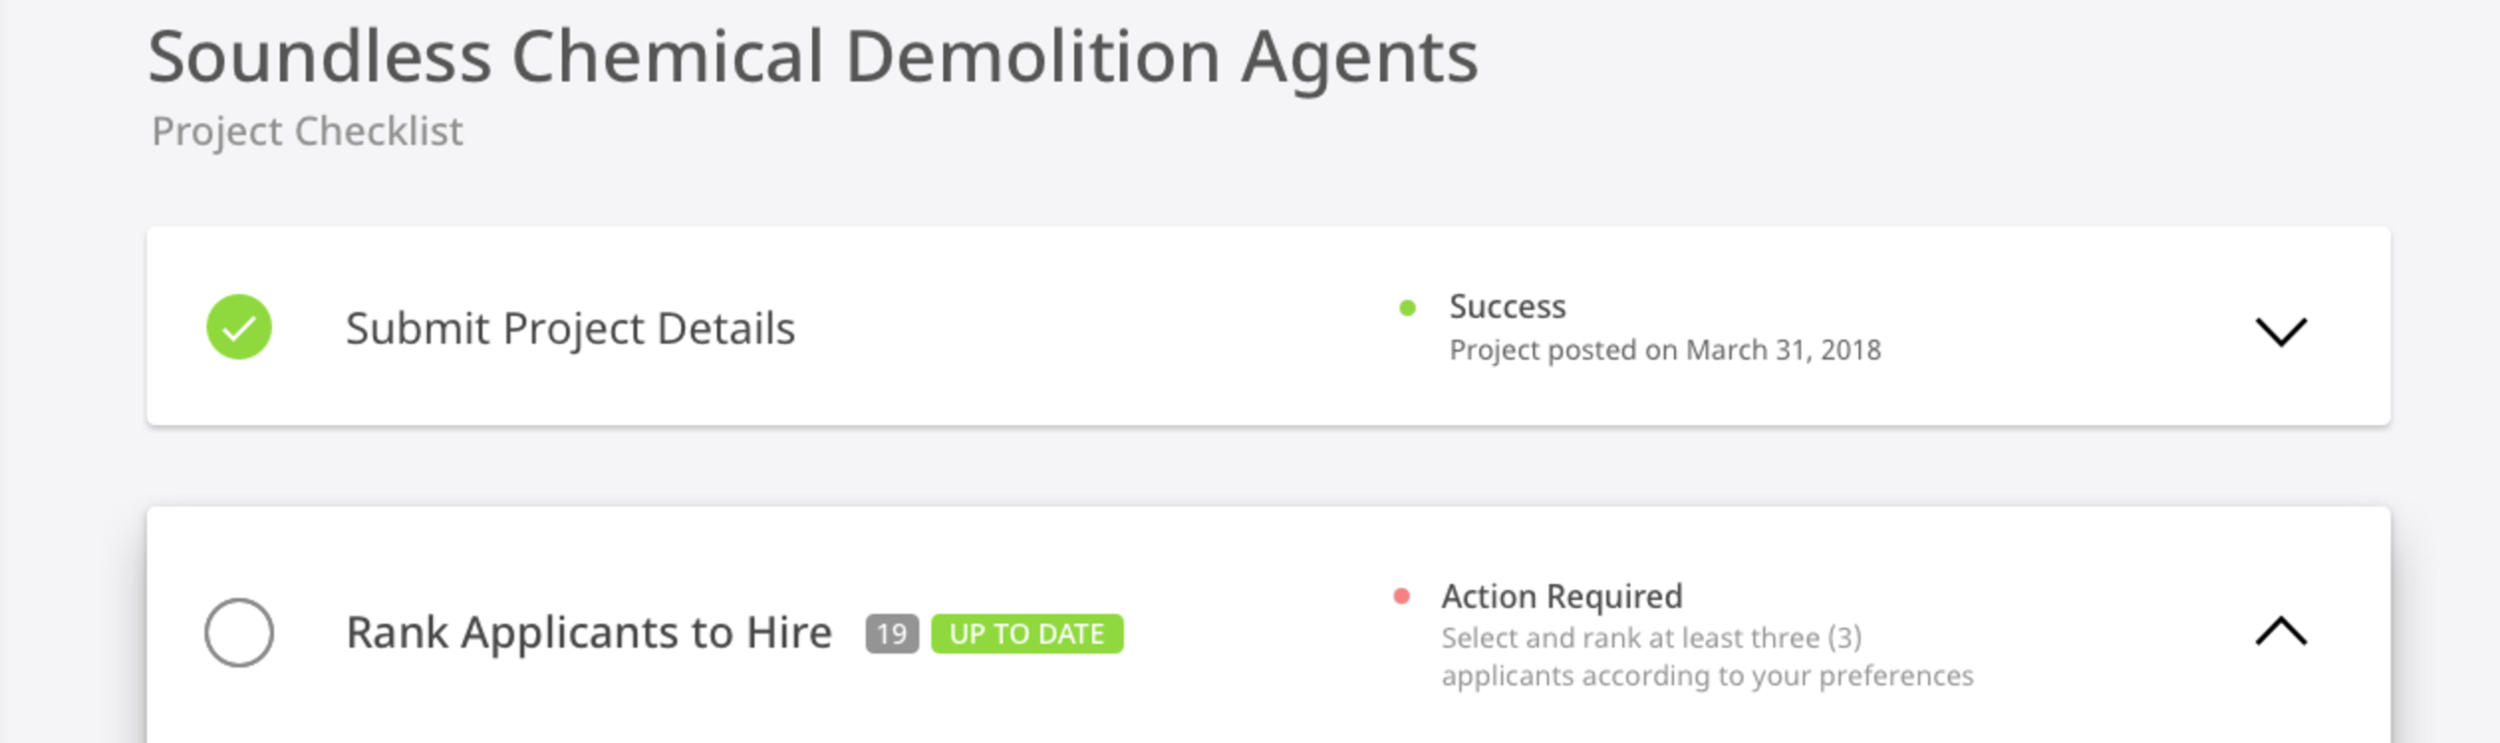 Soundless Chemical Demolition Agents
Project Checklist
Submit Project Details
Success
Project posted on March 31, 2018
Rank Applicants to Hire 19 UP TO DATE
Action Required
Select and rank at least three (3)
applicants according to your preferences